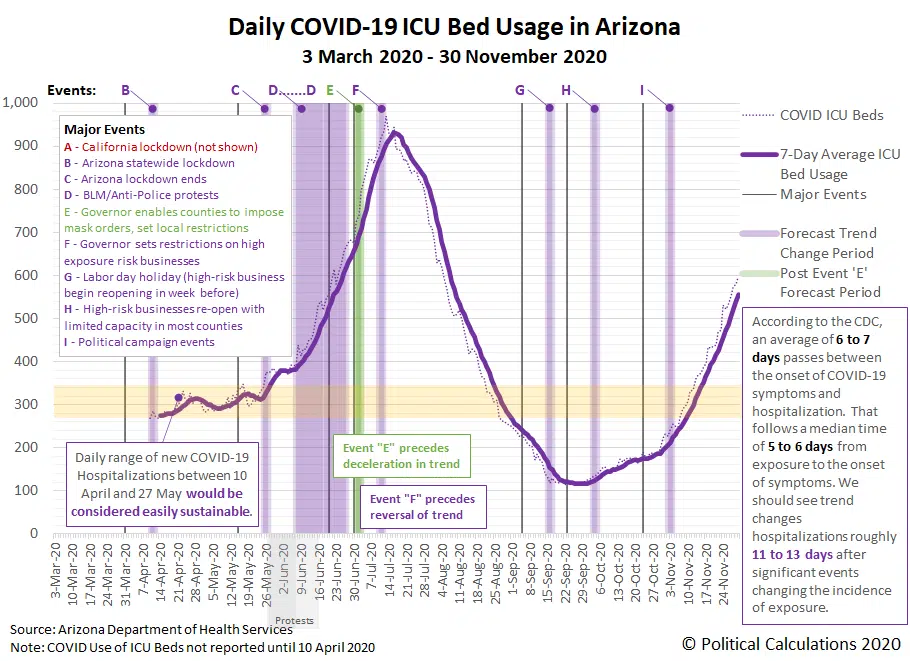 Daily COVID-19 ICU Bed Usage in Arizona
3 March 2020 - 30 November 2020
Events: B C D.......D E F G H I
1,000
900
800
700
600
500
400
300
200
100
0
Major Events
A - California lockdown (not shown)
B - Arizona statewide lockdown
C - Arizona lockdown ends
D - BLM/Anti-Police protests
E - Governor enables counties to impose
mask orders, set local restrictions
F - Governor sets restrictions on high
exposure risk businesses
G - Labor day holiday (high-risk business
begin reopening in week before)
H - High-risk businesses re-open with
limited capacity in most counties
I - Political campaign events
COVID ICU Beds
7-Day Average ICU
Bed Usage
Major Events
Forecast Trend
Change Period
Post Event 'E'
Forecast Period
According to the CDC,
an average of 6 to 7
days passes between
the onset of COVID-19
symptoms and
hospitalization. That
follows a median time
of 5 to 6 days from
exposure to the onset
of symptoms. We
should see trend
changes
hospitalizations roughly
11 to 13 days after
significant events
changing the incidence
of exposure.
Daily range of new COVID-19
Hospitalizations between 10
April and 27 May would be
considered easily sustainable.
Event "E" precedes
deceleration in trend
Event "F" precedes
reversal of trend
3-Mar-20
10-Mar-20
17-Mar-20
24-Mar-20
31-Mar-20
7-Apr-20
14-Apr-20
21-Apr-20
28-Apr-20
5-May-20
12-May-20
19-May-20
26-May-20
2-Jun-20
9-Jun-20
16-Jun-20
23-Jun-20
30-Jun-20
7-Jul-20
14-Jul-20
21-Jul-20
28-Jul-20
4-Aug-20
11-Aug-20
18-Aug-20
25-Aug-20
1-Sep-20
8-Sep-20
15-Sep-20
22-Sep-20
29-Sep-20
6-Oct-20
13-Oct-20
20-Oct-20
27-Oct-20
3-Nov-20
10-Nov-20
17-Nov-20
24-Nov-20
Protests
Source: Arizona Department of Health Services
Note: COVID Use of ICU Beds not reported until 10 April 2020
© Political Calculations 2020